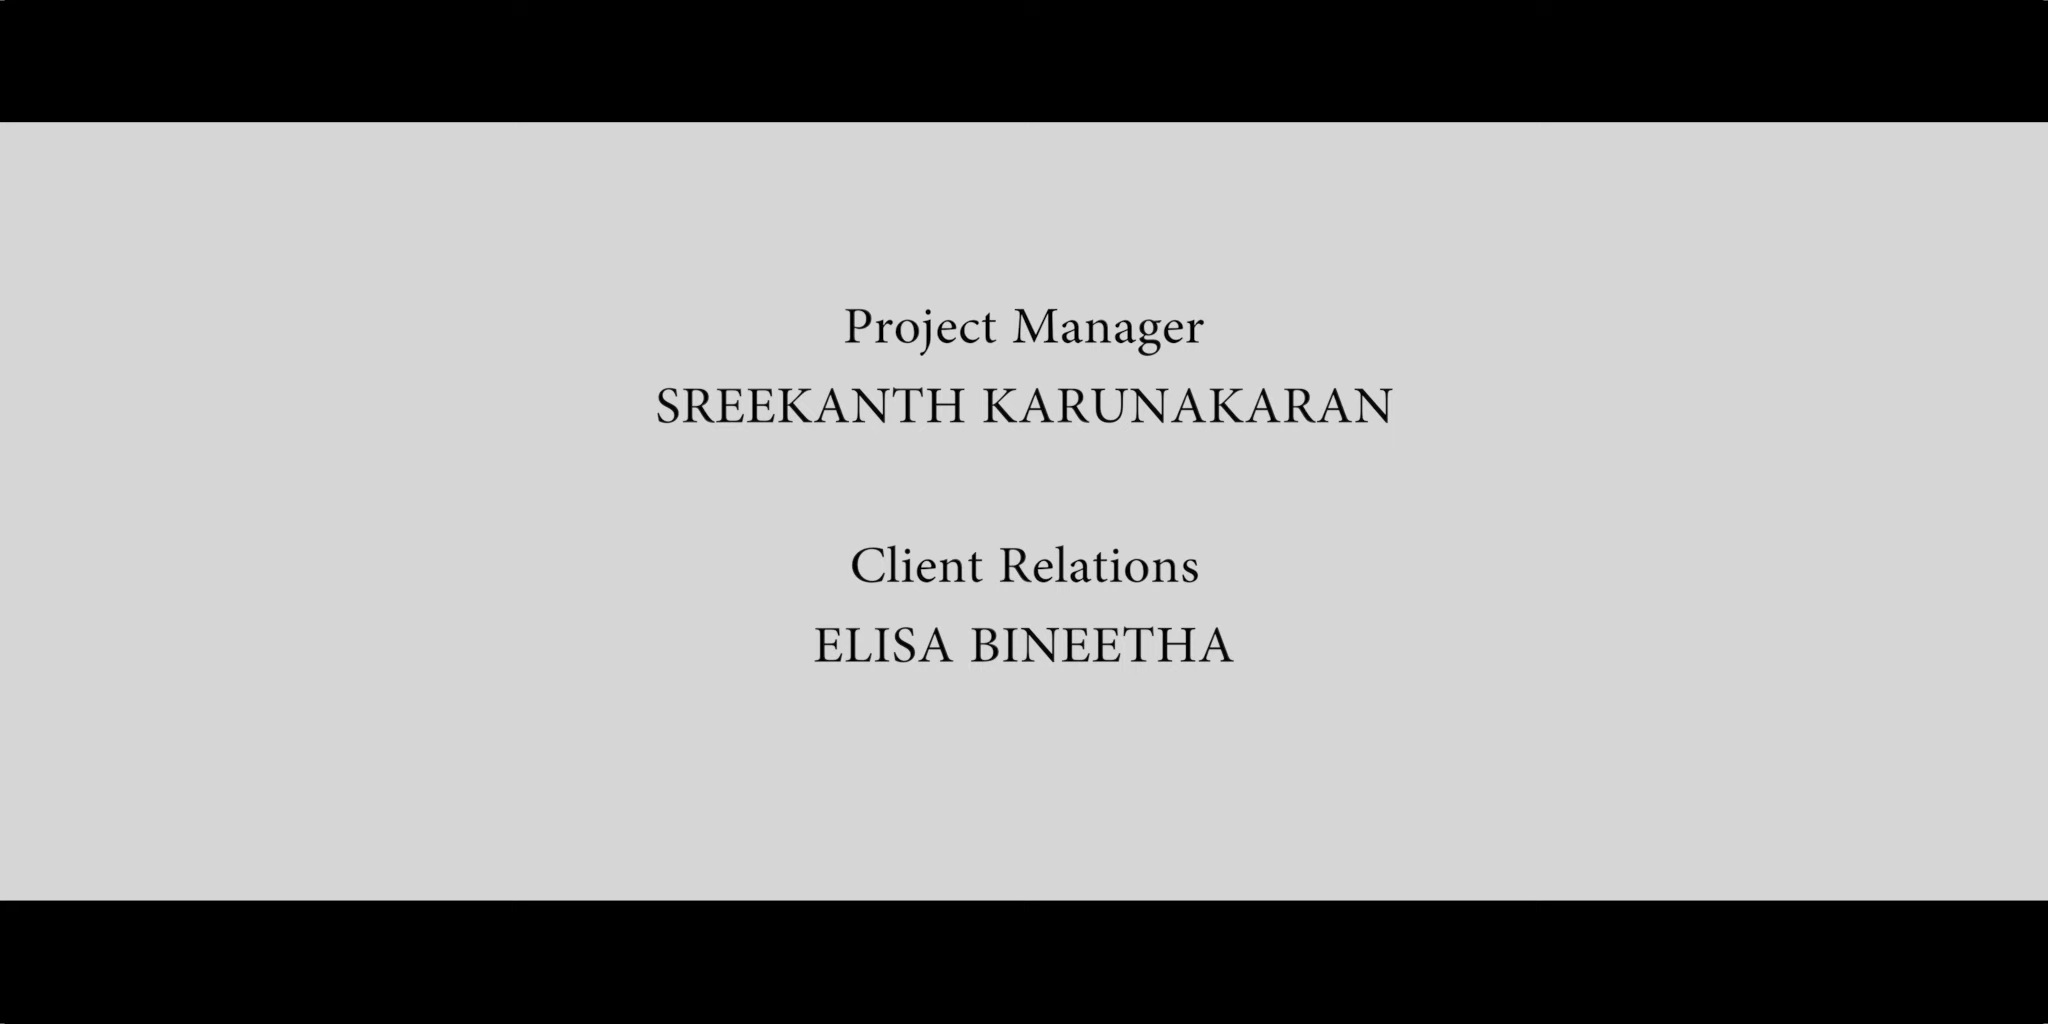 Project Manager
SREEKANTH KARUNAKARAN
Client Relations
ELISA BINEETHA